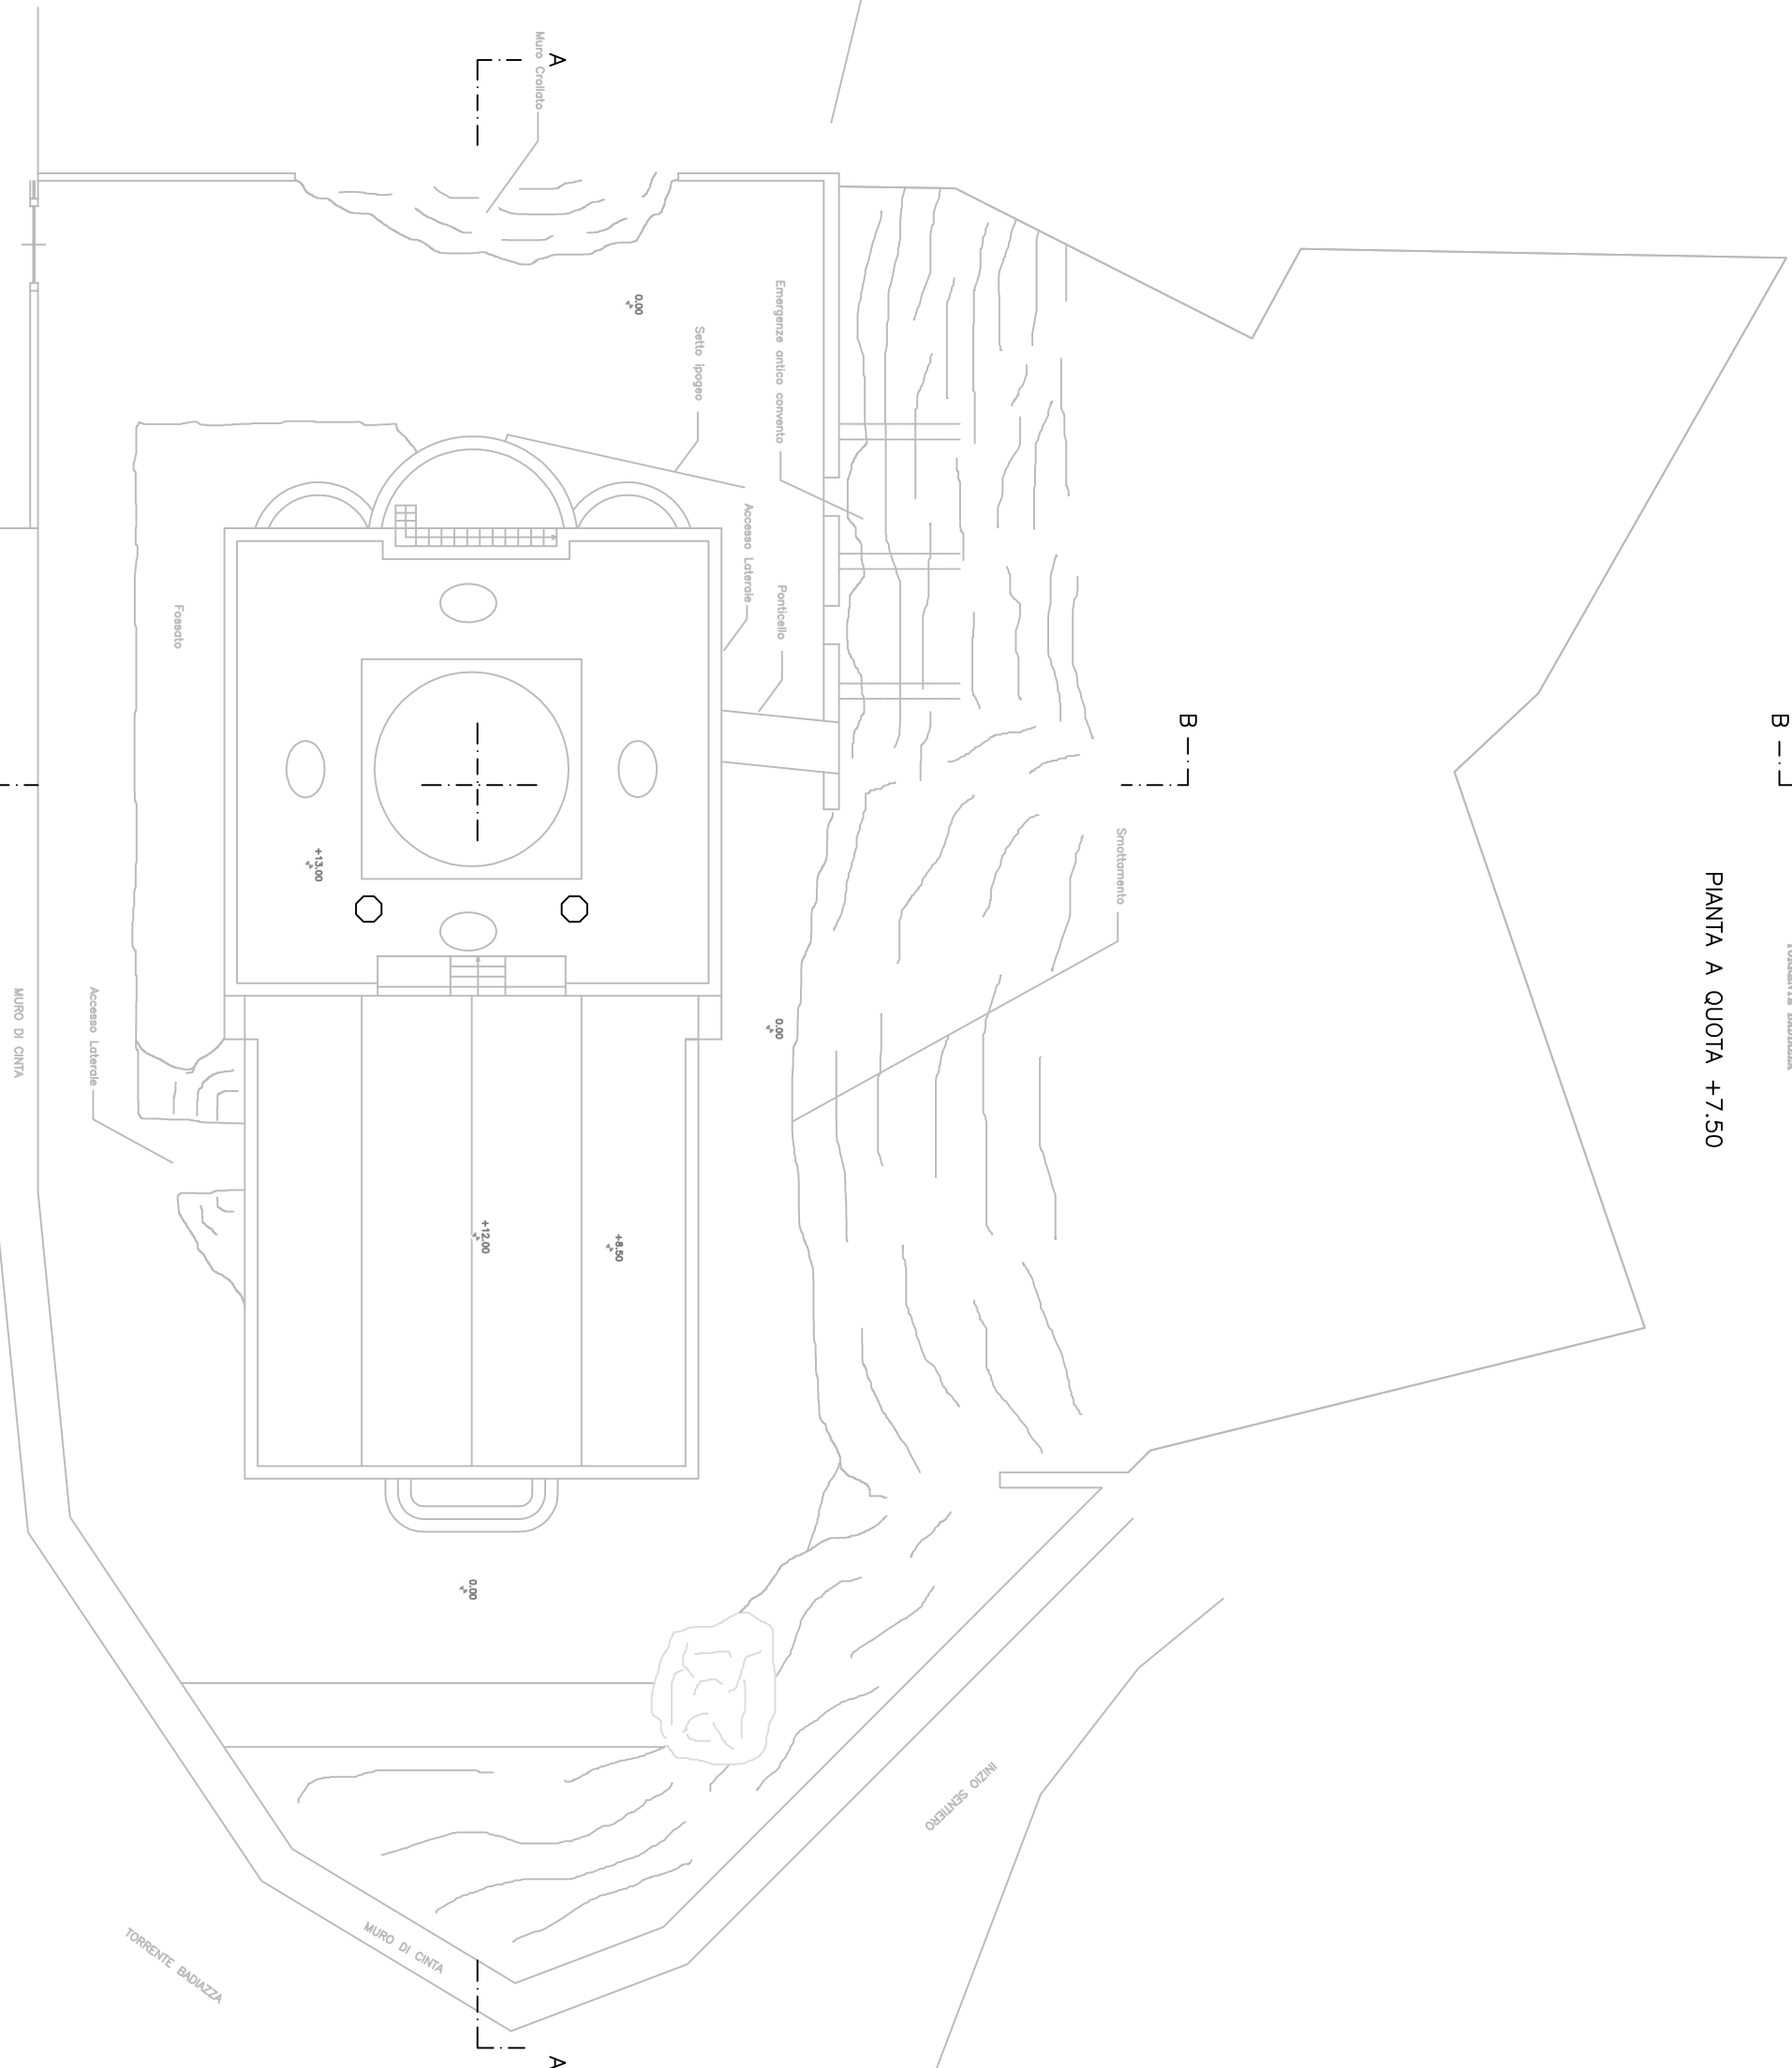 A
Muro Crollato
0.00
Emergenze antico convento
Setto ipogeo
Accesso Laterale
Ponticello
Fossato
B
B
+13.00
Smottamento
PIANTA A QUOTA +7.50
MURO DI CINTA
Accesso Laterale
0.00
+12.00
+8.50
0.00
INIZIO SENTIERO
MURO DI CINTA
TORRENTE BADIAZZA
A